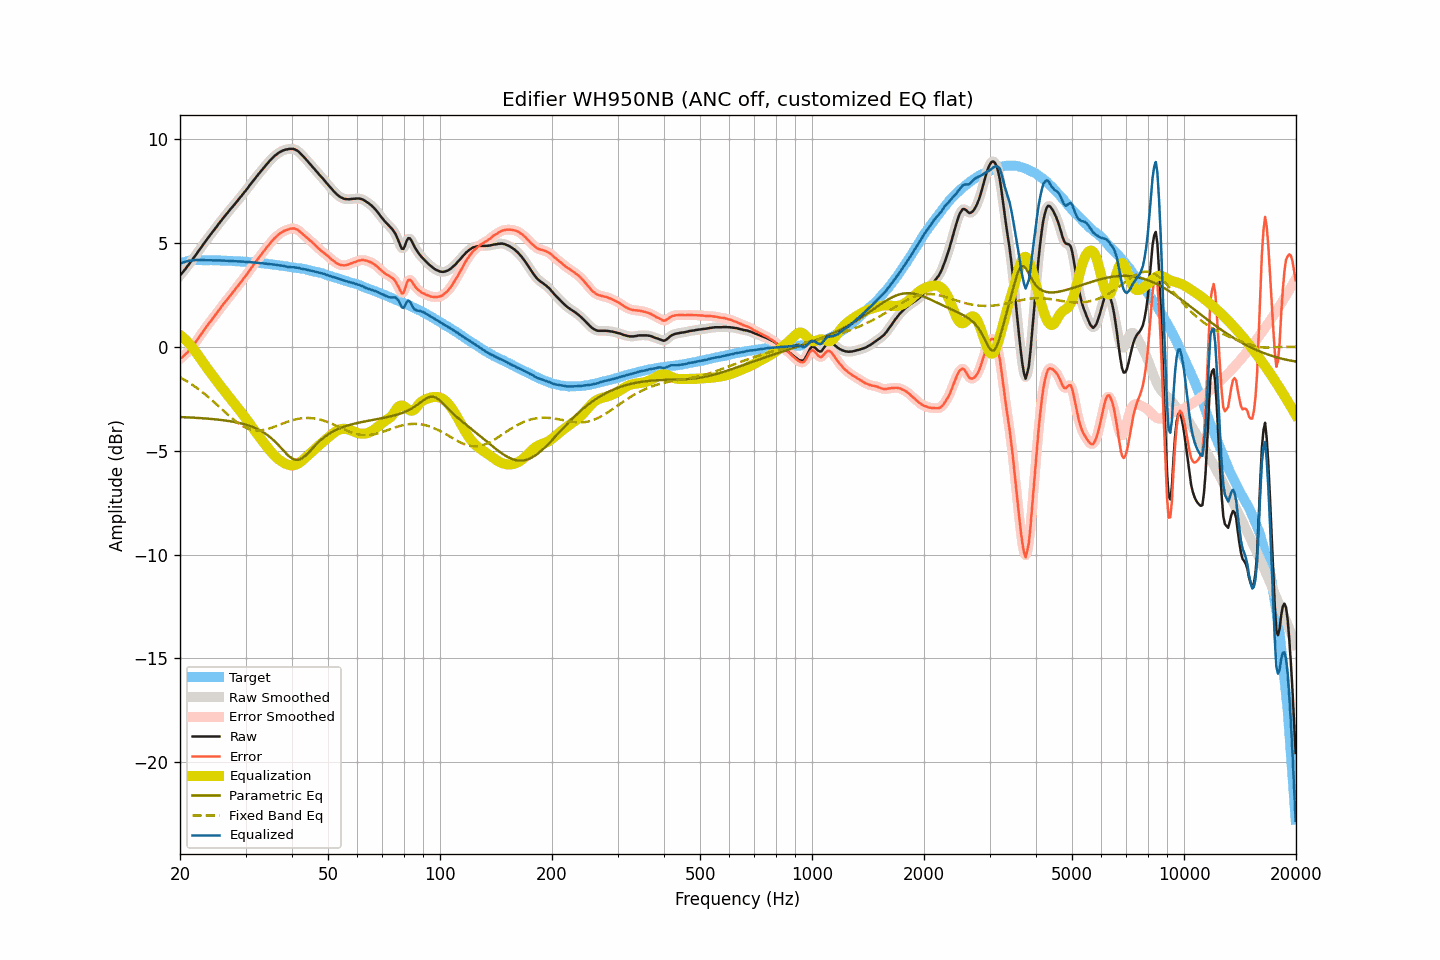 Edifier WH950NB (ANC off, customized EQ flat)
10
5
0
−5
−10
−15
−20
Amplitude (dBr)
Target
Raw Smoothed
Error Smoothed
Raw
Error
Equalization
Parametric Eq
Fixed Band Eq
Equalized
20 50 100 200 500 1000 2000 5000 10000 20000
Frequency (Hz)